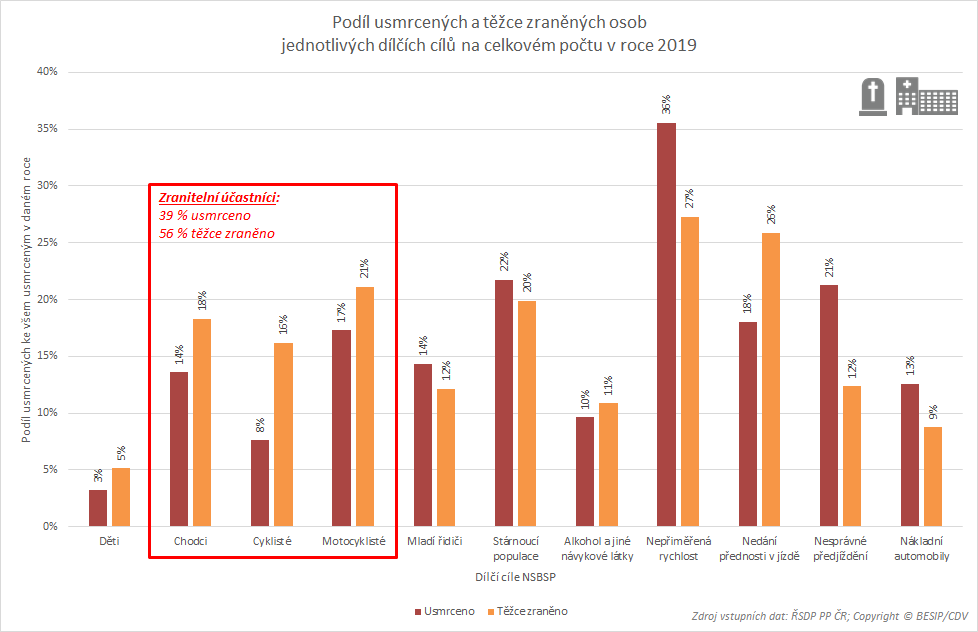 Podíl usmrcených a těžce zraněných osob
jednotlivých dílčích cílů na celkovém počtu v roce 2019
Podíl usmrcených ke všem usmrceným v daném roce
40%
35%
30%
25%
20%
15%
10%
5%
0%
Zranitelní účastníci:
39 % usmrceno
56 % těžce zraněno
3%
5%
14%
18%
8%
16%
17%
21%
14%
12%
22%
20%
10%
11%
36%
27%
18%
26%
21%
12%
13%
9%
Děti
Chodci
Cyklisté
Motocyklisté
Mladí řidiči
Stárnoucí
populace
Alkohol a jiné
návykové látky
Nepřiměřená
rychlost
Nedání
přednosti v jízdě
Nesprávné
předjíždění
Nákladní
automobily
Dílčí cíle NSBSP
Usmrceno
Těžce zraněno
Zdroj vstupních dat: ŘSDP PP ČR; Copyright © BESIP/CDV